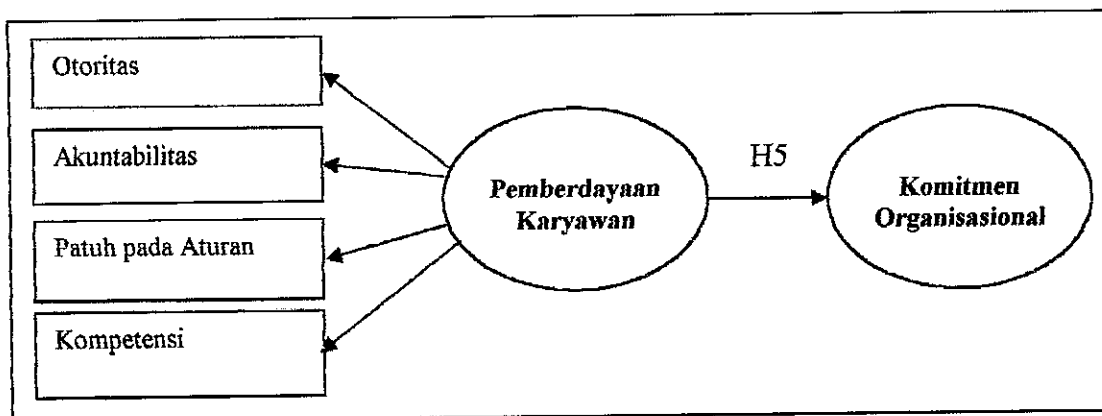 Otoritas
Akuntabilitas
Patuh pada Aturan
Kompetensi
Pemberdayaan
Karyawan
H5
Komitmen
Organisasional